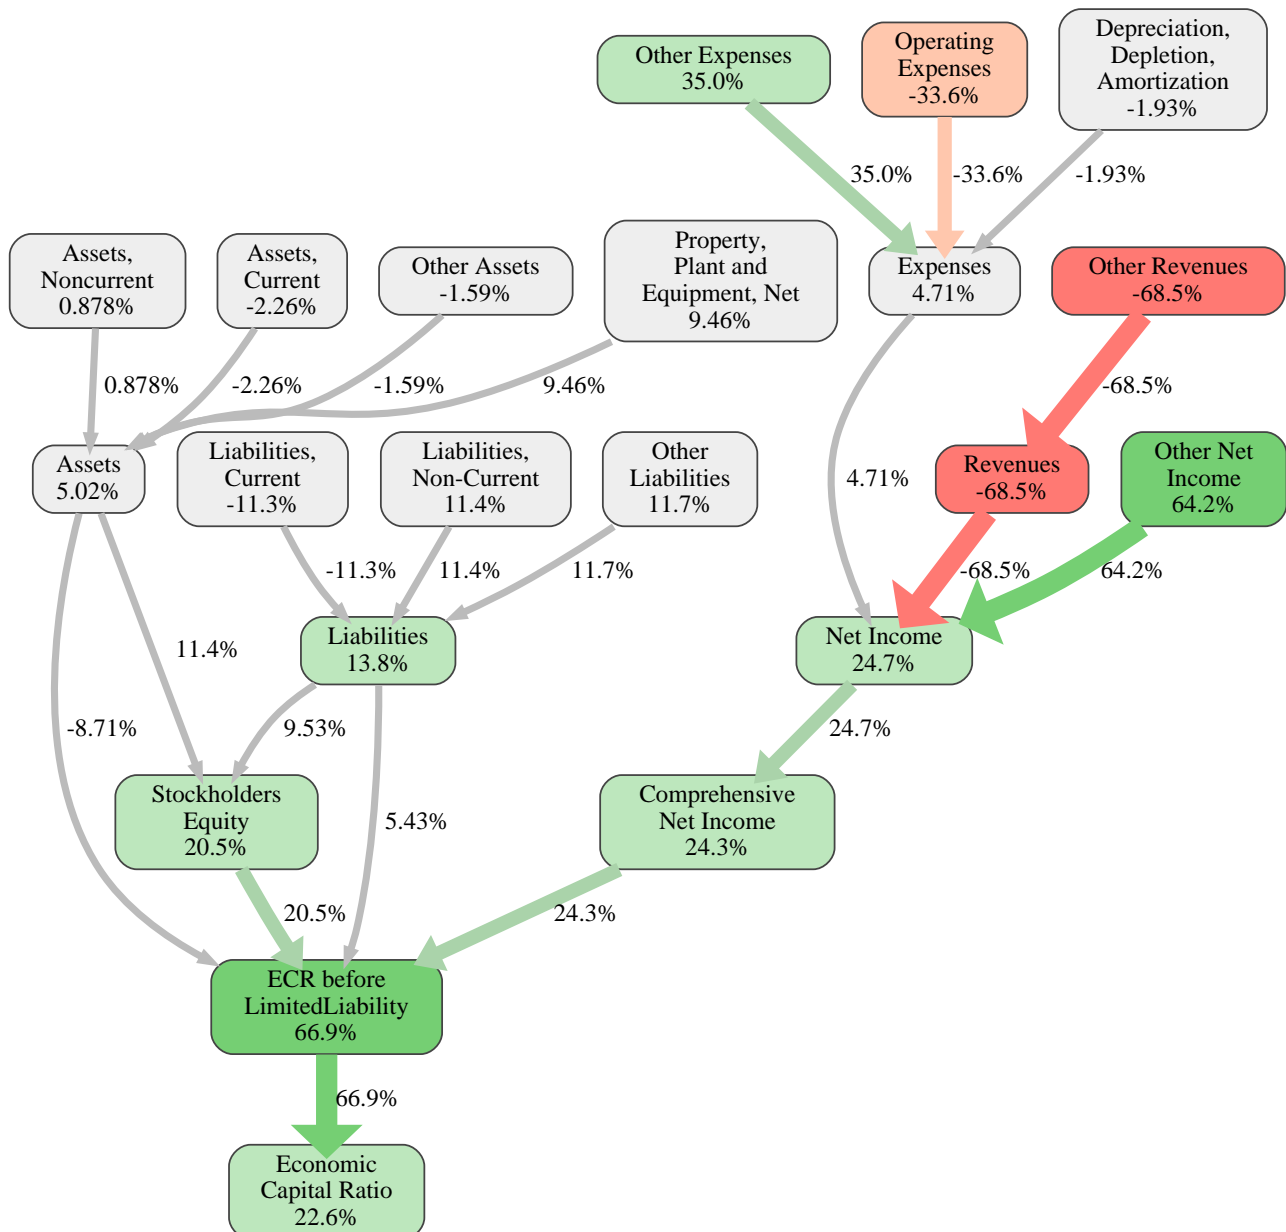 Other Expenses
35.0%
Operating
Expenses
-33.6%
Depreciation,
Depletion,
Amortization
-1.93%
35.0%
-33.6%
-1.93%
Assets,
Noncurrent
0.878%
Assets,
Current
-2.26%
Other Assets
-1.59%
Property,
Plant and
Equipment, Net
9.46%
Expenses
4.71%
Other Revenues
-68.5%
0.878%
-2.26%
-1.59%
9.46%
-68.5%
Assets
5.02%
Liabilities,
Current
-11.3%
Liabilities,
Non-Current
11.4%
Other
Liabilities
11.7%
4.71%
Revenues
-68.5%
Other Net
Income
64.2%
-11.3%
11.4%
11.7%
-68.5%
64.2%
11.4%
Liabilities
13.8%
Net Income
24.7%
-8.71%
9.53%
24.7%
Stockholders
Equity
20.5%
5.43%
Comprehensive
Net Income
24.3%
20.5%
24.3%
ECR before
LimitedLiability
66.9%
66.9%
Economic
Capital Ratio
22.6%